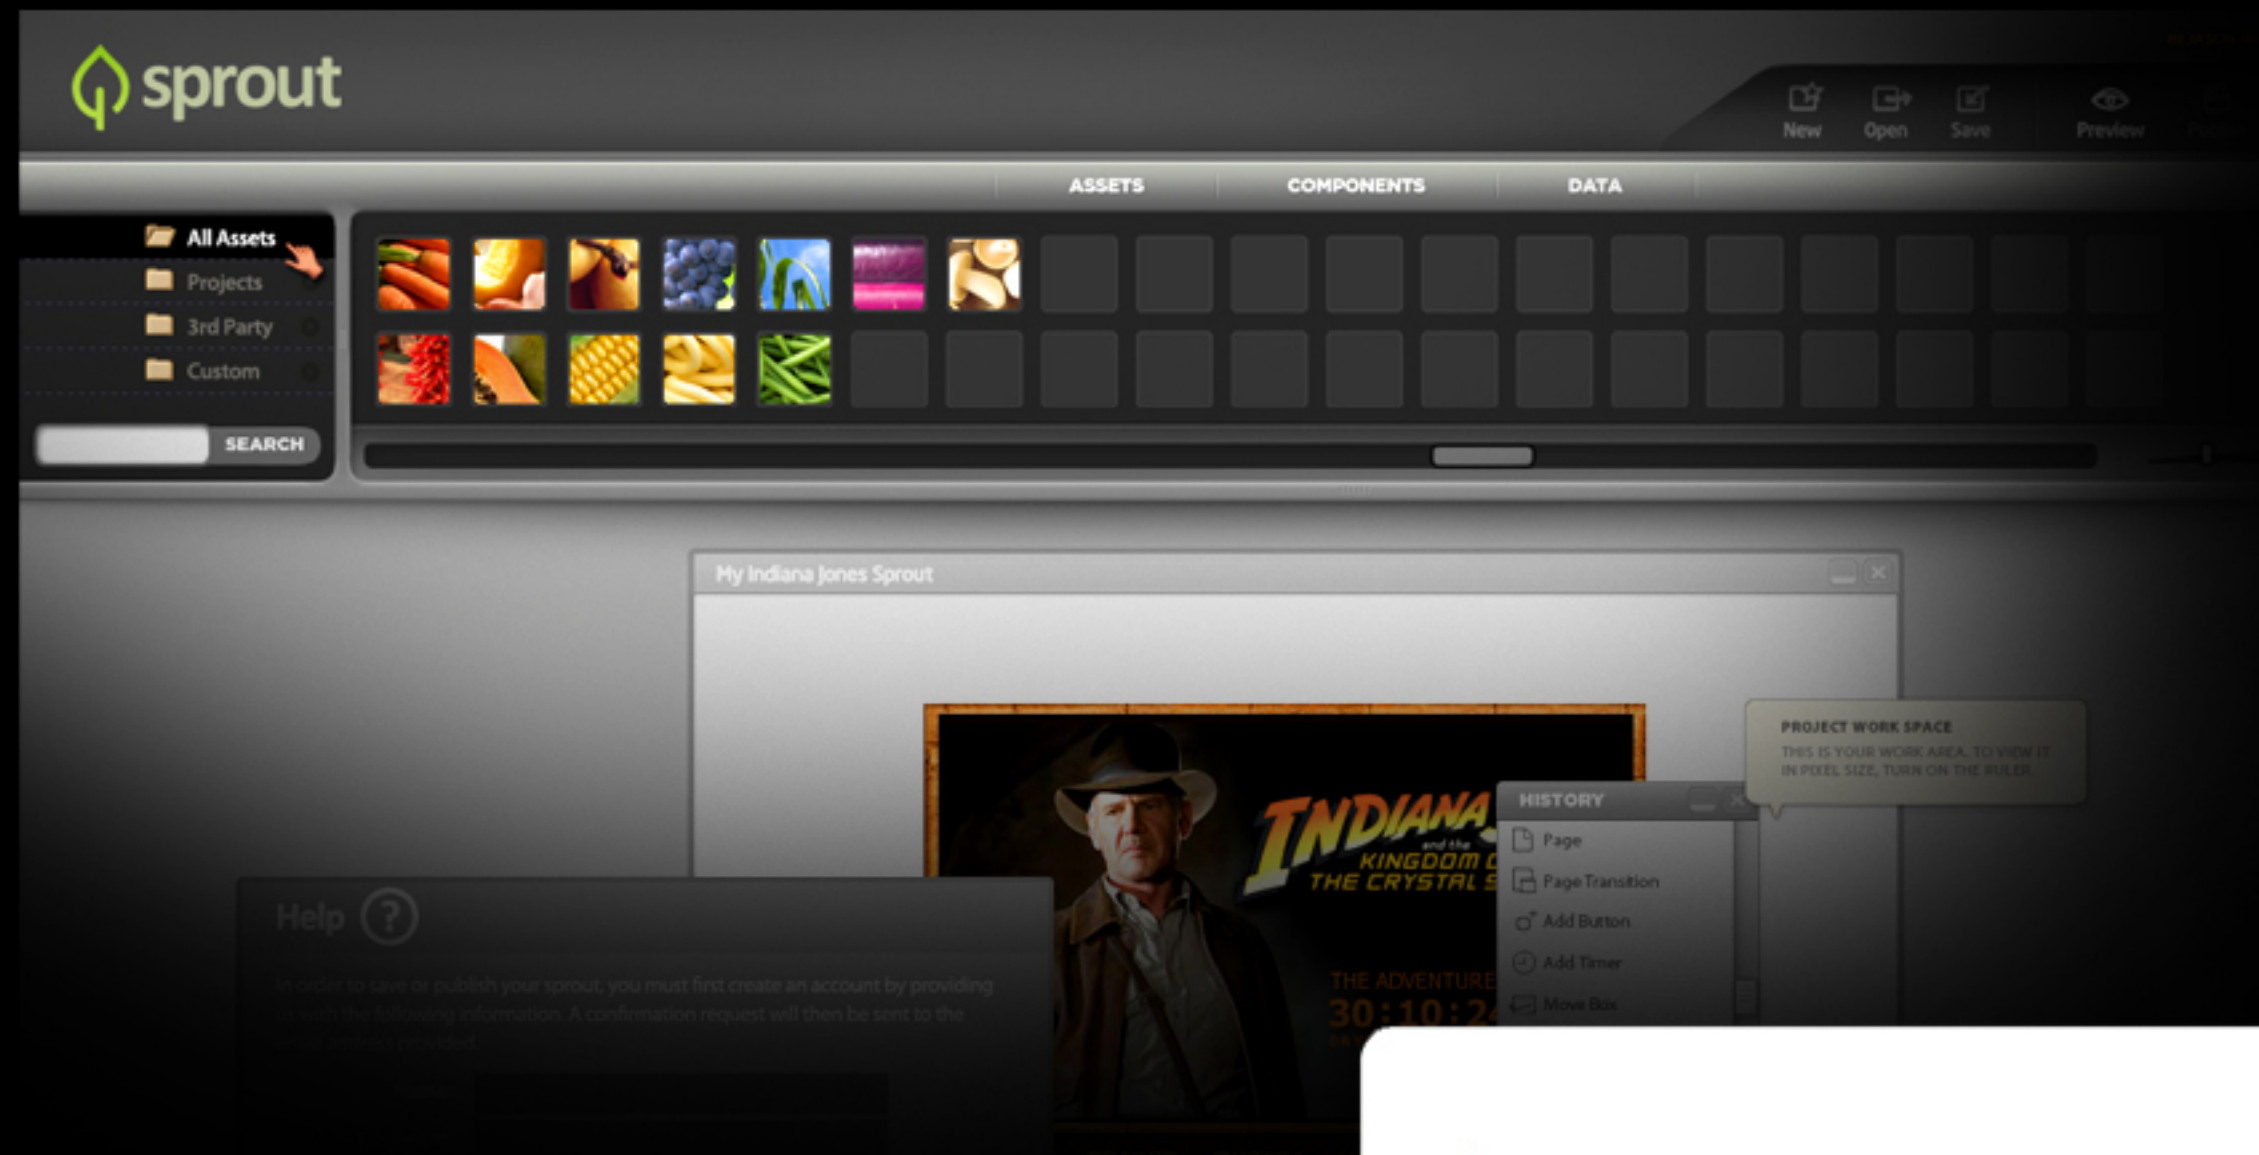 sprout
New
Open
Save
Preview
ASSETS
COMPONENTS
DATA
All Assets
Projects
3rd Party
Custom
SEARCH
My Indiana Jones Sprout
PROJECT WORK SPACE
THIS IS YOUR WORK AREA. TO VIEW IT
IN PIXEL SIZE, TURN ON THE RULER.
INDIANA
and the
KINGDOM
THE CRYSTAL
THE ADVENTURE
30:10:24
HISTORY
Page
Page Transition
Add Button
Add Timer
Move Box
Help ?
In order to save or publish your sprout, you must first create an account by providing
us with the following information. A confirmation request will then be sent to the
email address provided